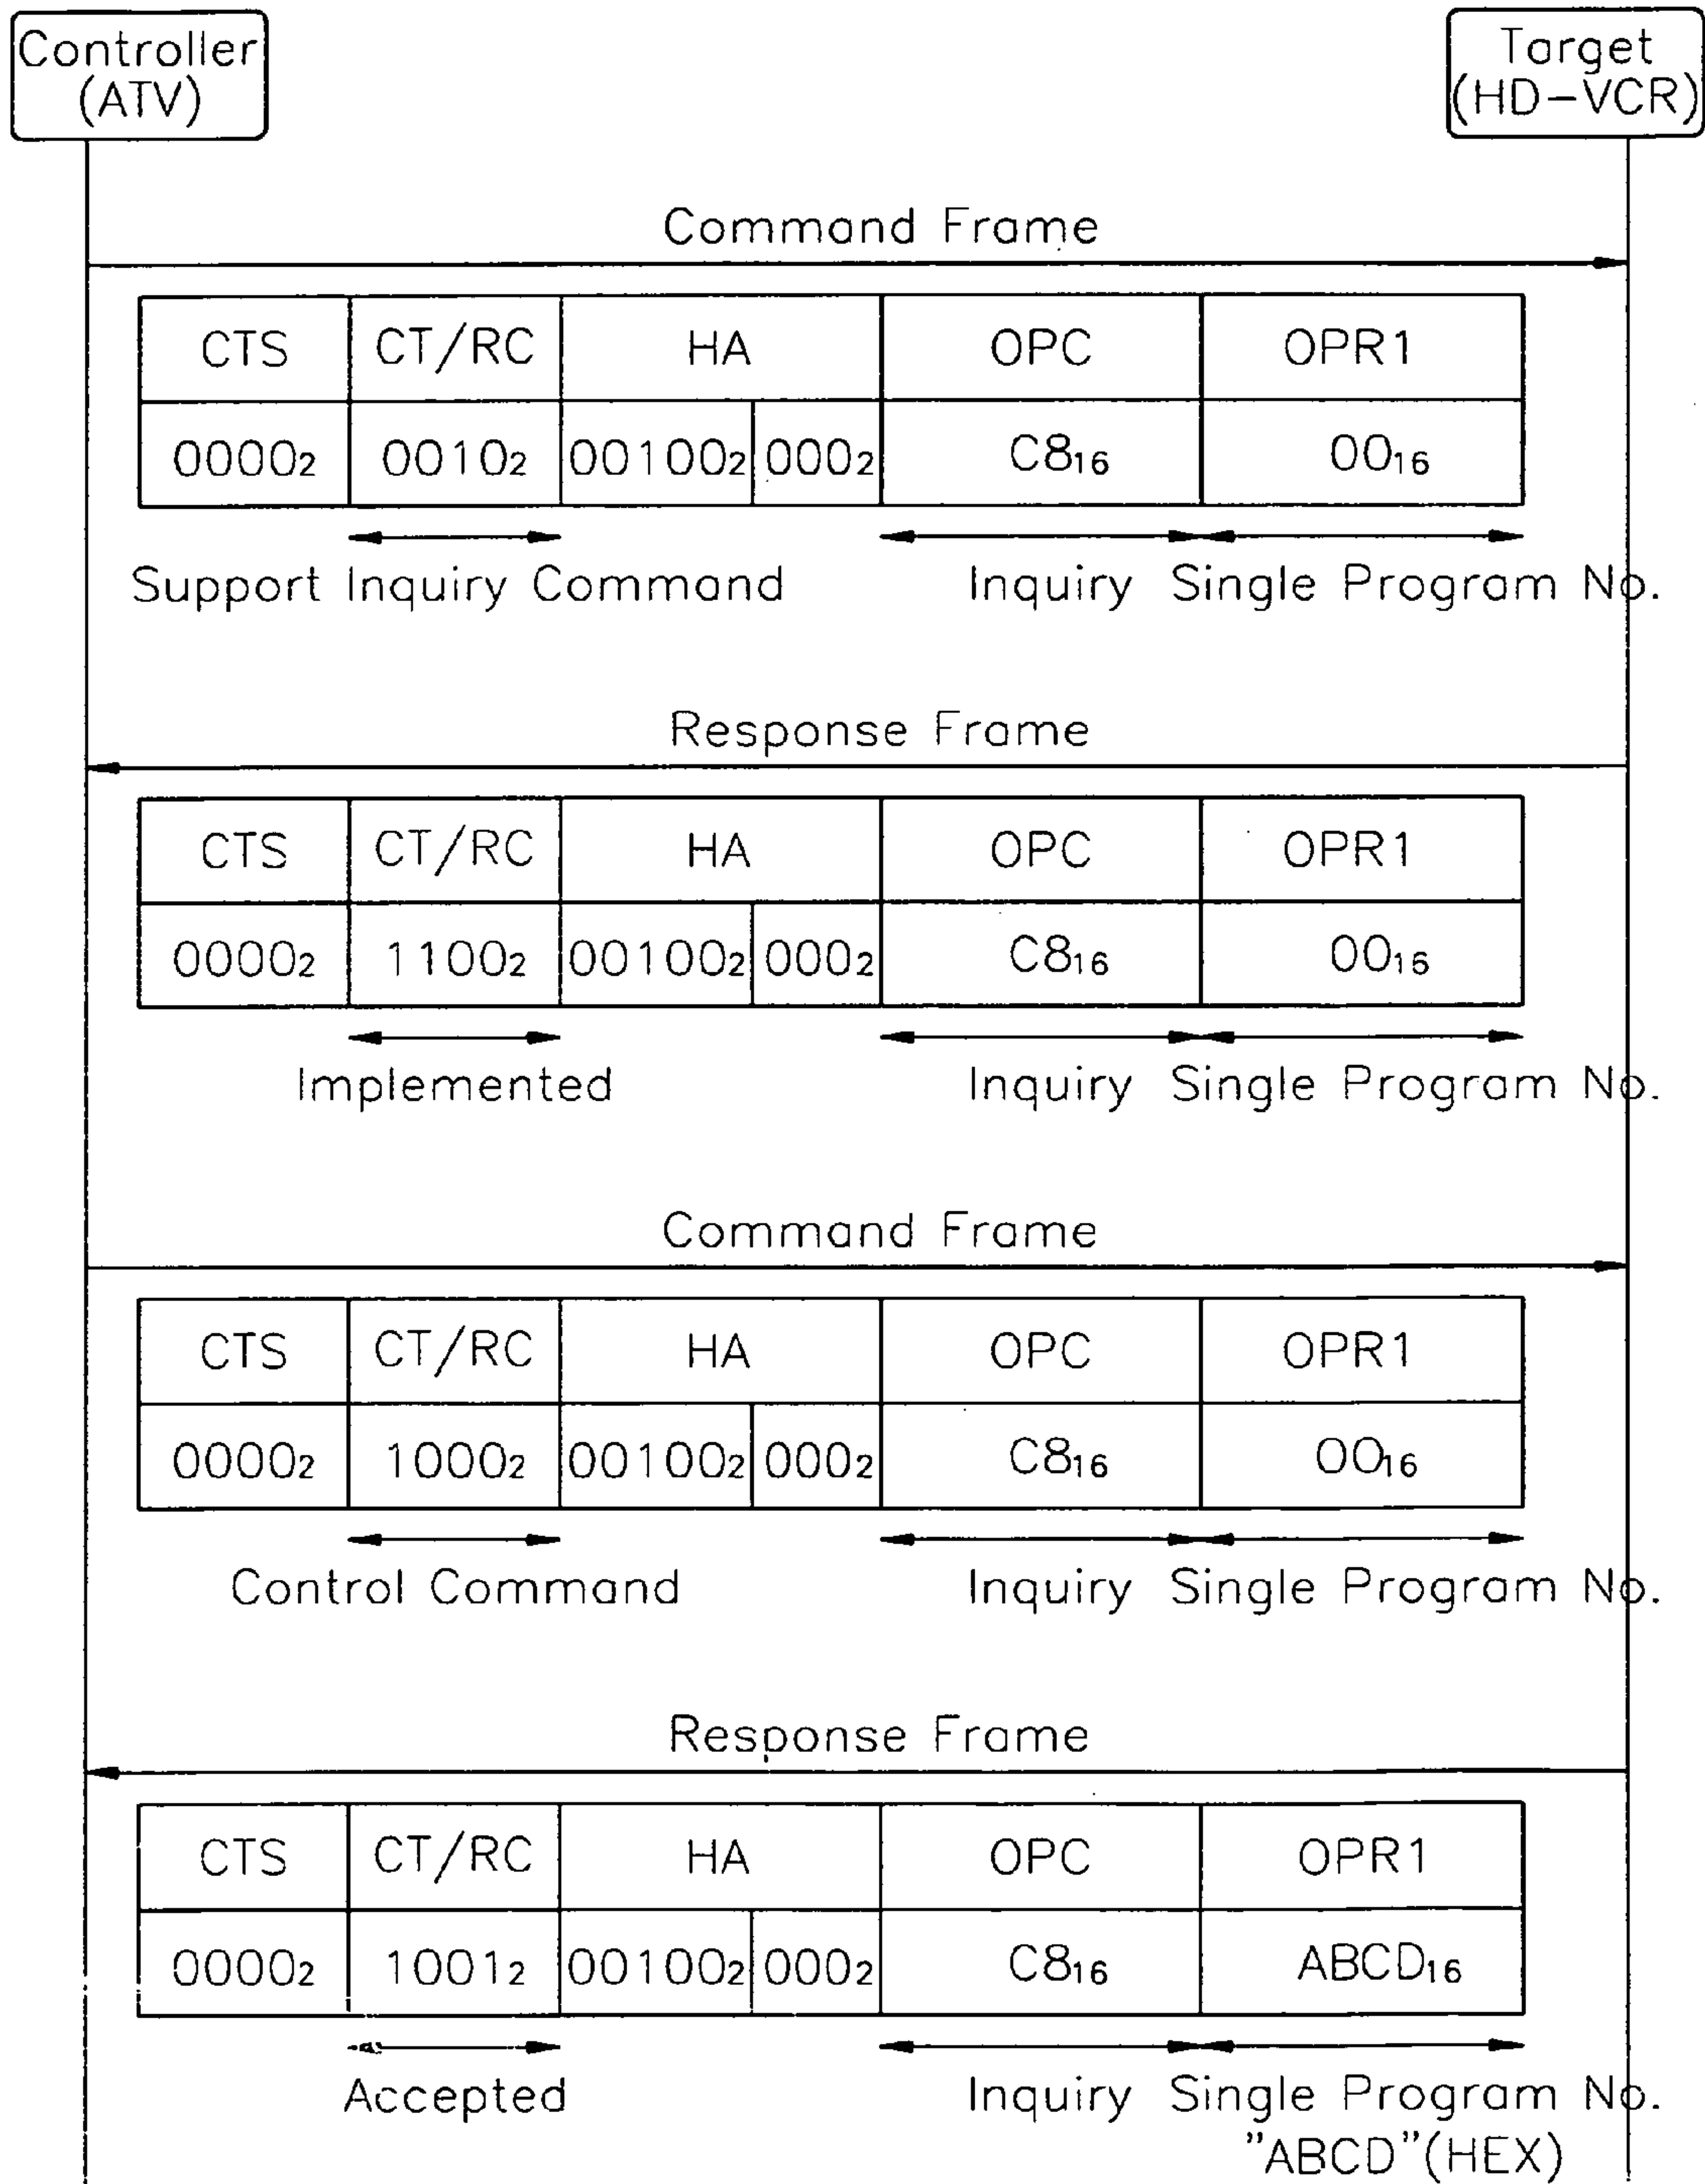 Controller
(ATV)
Target
(HD-VCR)
Command Frame
CTS CT/RC HA OPC OPR1
0000₂ 0010₂ 00100₂ 000₂ C8₁₆ 00₁₆
Support Inquiry Command Inquiry Single Program No.
Response Frame
CTS CT/RC HA OPC OPR1
0000₂ 1100₂ 00100₂ 000₂ C8₁₆ 00₁₆
Implemented Inquiry Single Program No.
Command Frame
CTS CT/RC HA OPC OPR1
0000₂ 1000₂ 00100₂ 000₂ C8₁₆ 00₁₆
Control Command Inquiry Single Program No.
Response Frame
CTS CT/RC HA OPC OPR1
0000₂ 1001₂ 00100₂ 000₂ C8₁₆ ABCD₁₆
Accepted Inquiry Single Program No.
"ABCD"(HEX)